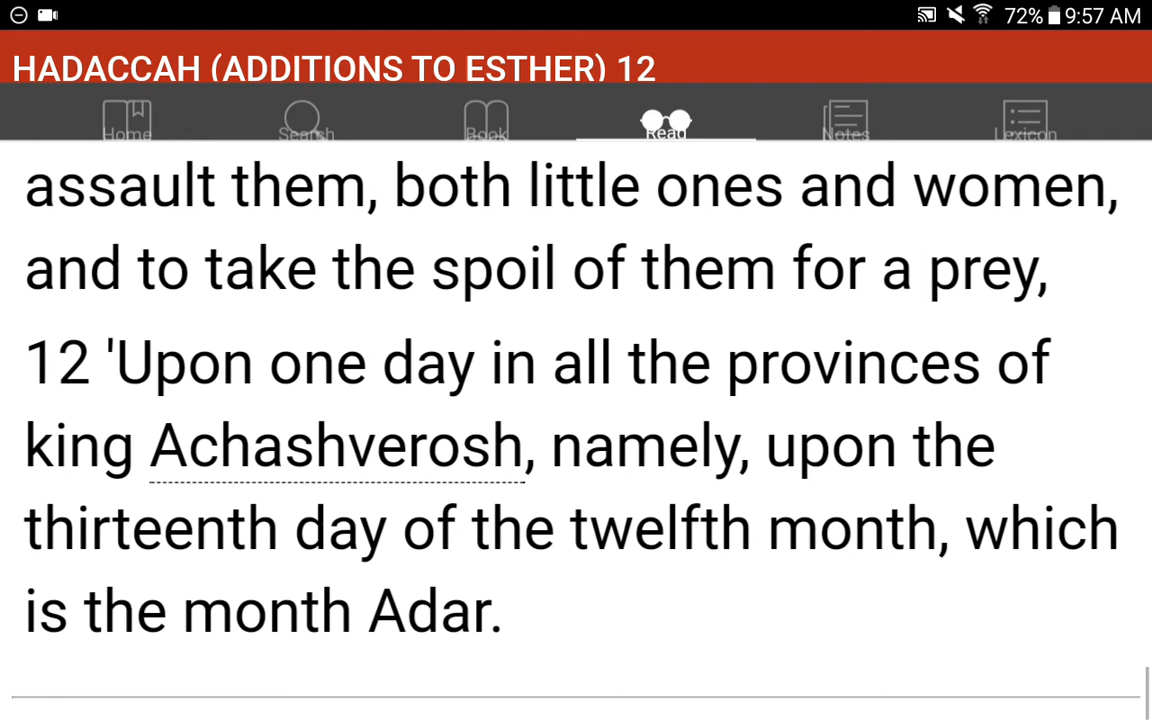 72% 9:57 AM
HADACCAH (ADDITIONS TO ESTHER) 12
Home Search Book Read Notes Lexicon
assault them, both little ones and women,
and to take the spoil of them for a prey,
12 'Upon one day in all the provinces of
king Achashverosh, namely, upon the
thirteenth day of the twelfth month, which
is the month Adar.